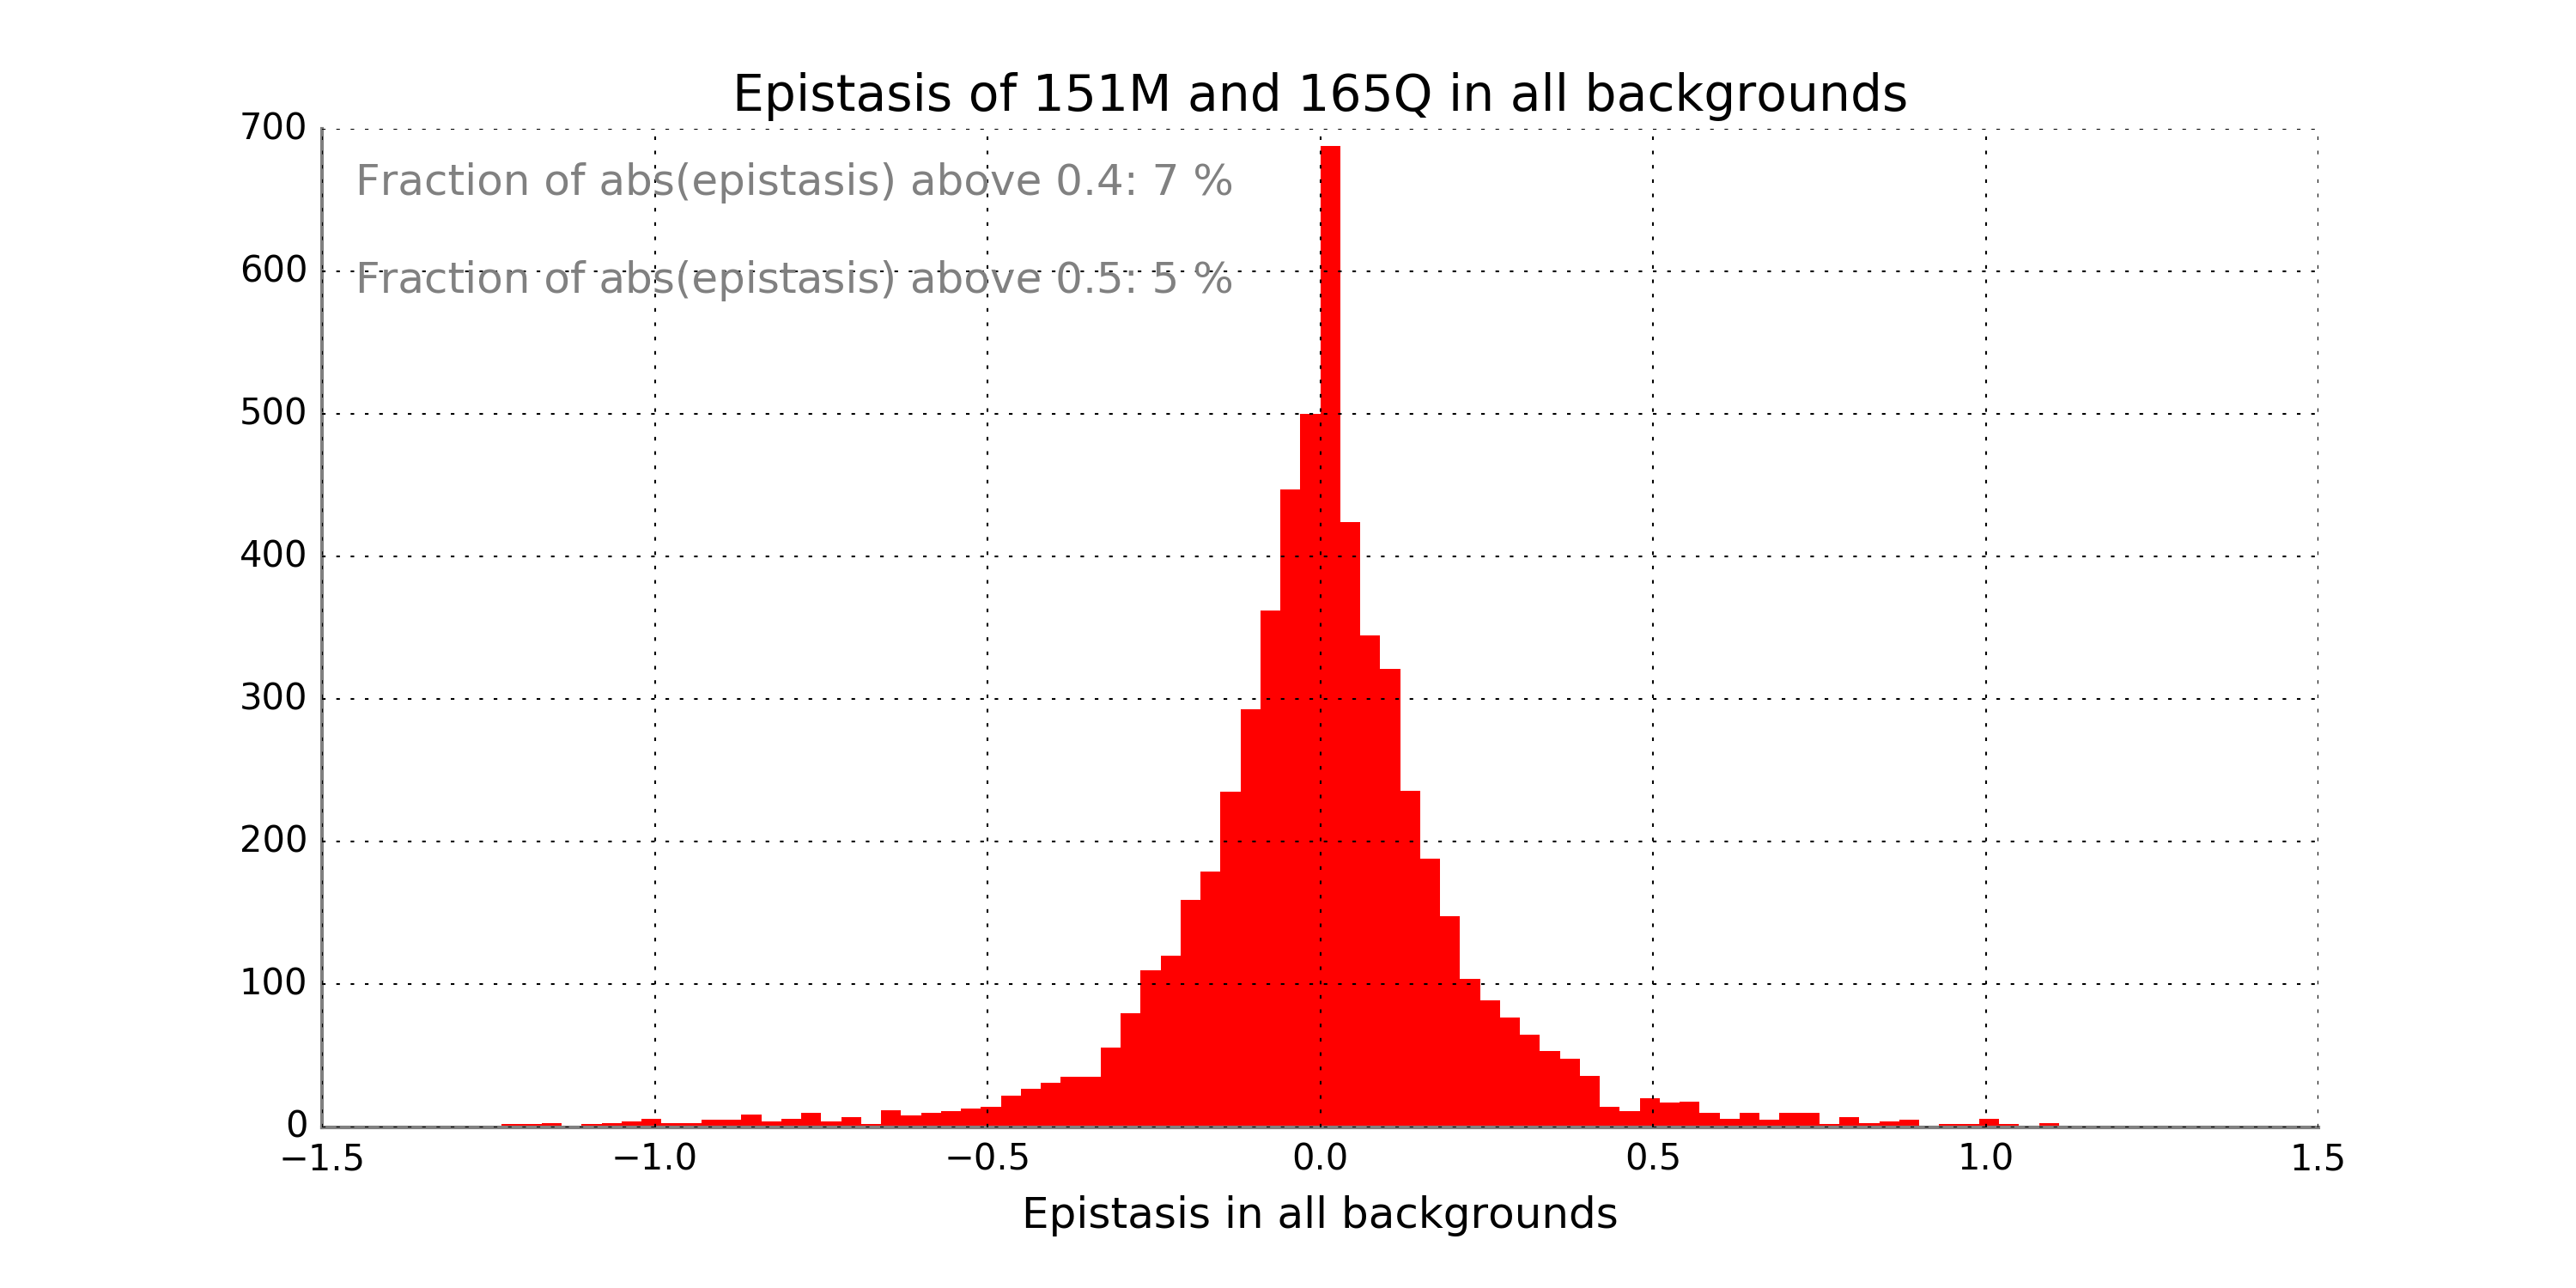 Epistasis of 151M and 165Q in all backgrounds
700
Fraction of abs(epistasis) above 0.4: 7 %
600
Fraction of abs(epistasis) above 0.5: 5 %
500
400
300
200
100
0
−1.5 −1.0 −0.5 0.0 0.5 1.0 1.5
Epistasis in all backgrounds